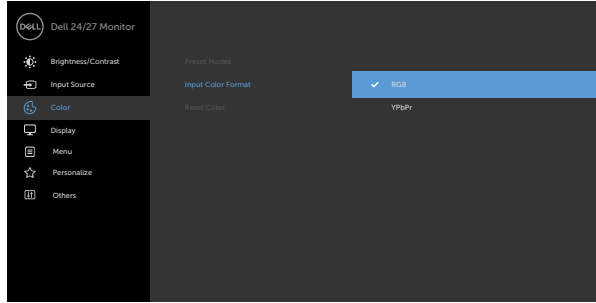 DELL
Dell 24/27 Monitor
Brightness/Contrast
Input Source
Color
Display
Menu
Personalize
Others
Preset Modes
Input Color Format
Reset Color
RGB
YPbPr